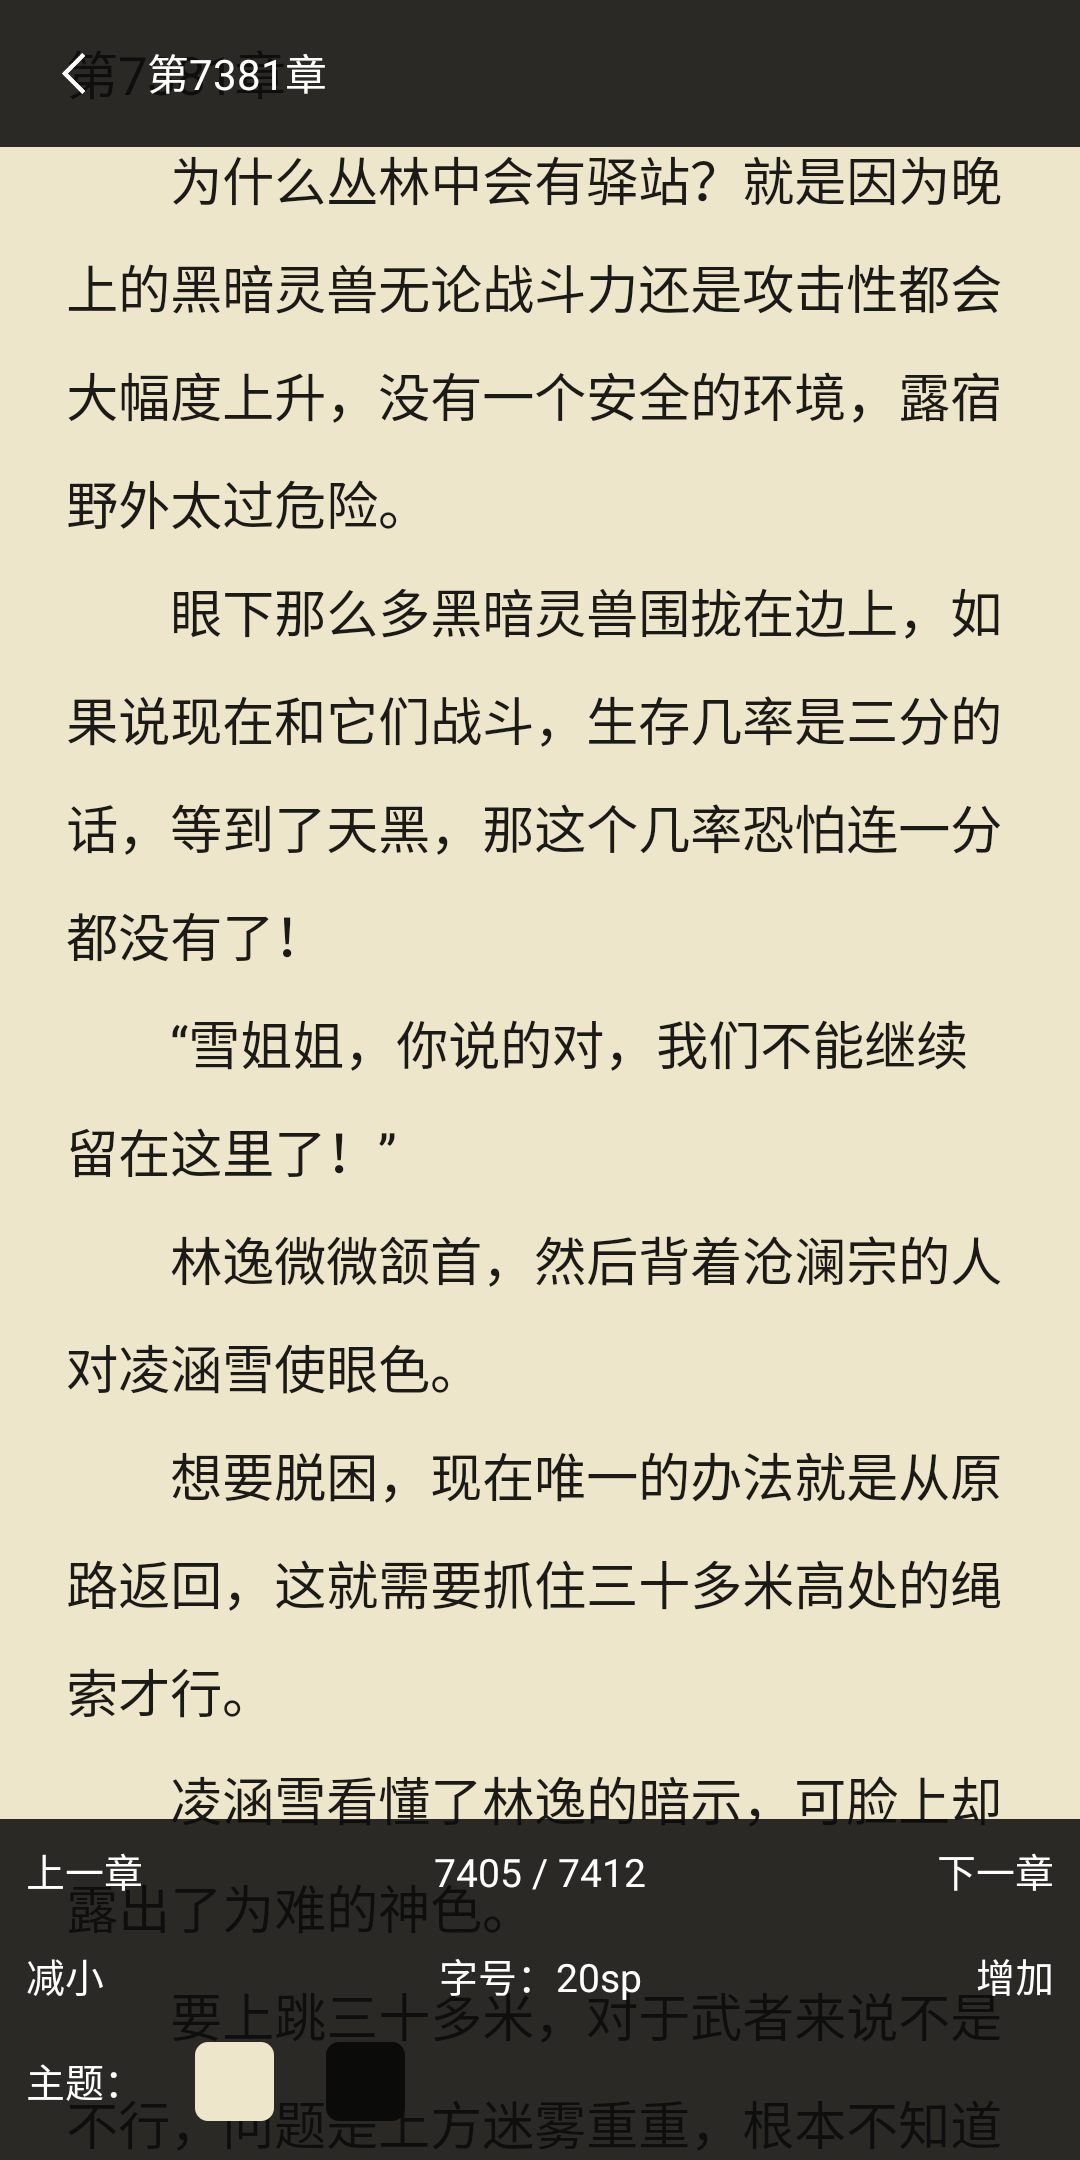 第7381章
为什么丛林中会有驿站？就是因为晚
上的黑暗灵兽无论战斗力还是攻击性都会
大幅度上升，没有一个安全的环境，露宿
野外太过危险。
眼下那么多黑暗灵兽围拢在边上，如
果说现在和它们战斗，生存几率是三分的
话，等到了天黑，那这个几率恐怕连一分
都没有了！
“雪姐姐，你说的对，我们不能继续
留在这里了！”
林逸微微颔首，然后背着沧澜宗的人
对凌涵雪使眼色。
想要脱困，现在唯一的办法就是从原
路返回，这就需要抓住三十多米高处的绳
索才行。
凌涵雪看懂了林逸的暗示，可脸上却
上一章 7405 / 7412 下一章
露出了为难的神色。
减小 字号：20sp 增加
要上跳三十多米，对于武者来说不是
主题：
不行，问题是上方迷雾重重，根本不知道